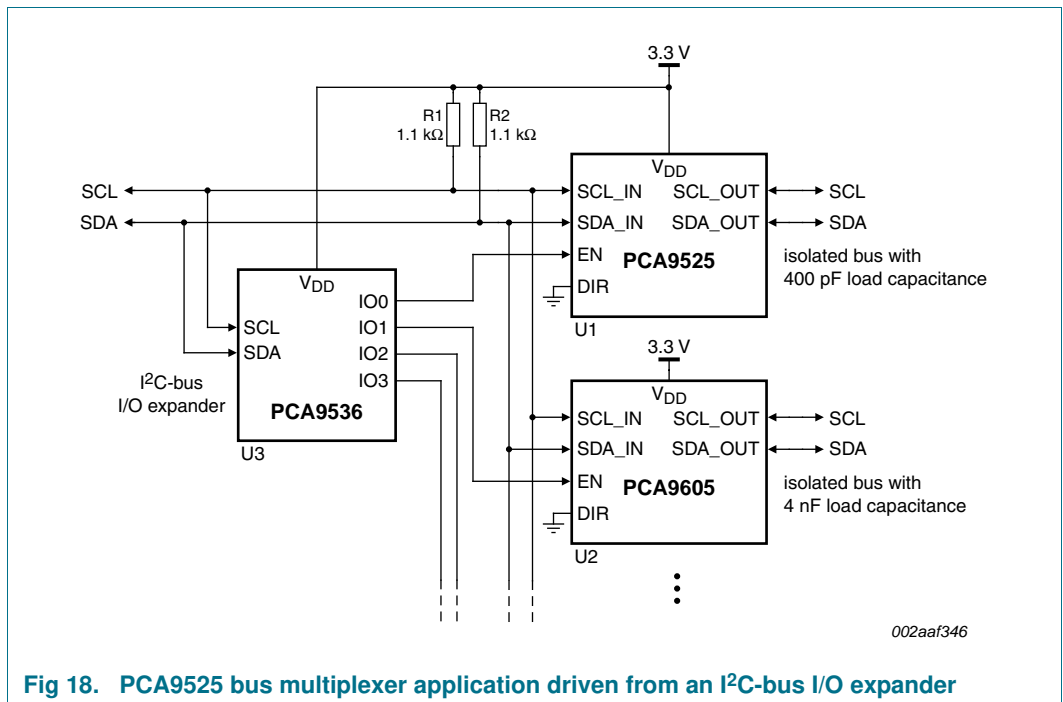 3.3 V
R1
1.1 kΩ
R2
1.1 kΩ
VDD
SCL
SCL_IN
SCL_OUT
SCL
SDA
SDA_IN
SDA_OUT
SDA
EN
PCA9525
DIR
U1
isolated bus with
400 pF load capacitance
VDD
IO0
SCL
IO1
SDA
IO2
IO3
I2C-bus
I/O expander
PCA9536
U3
3.3 V
VDD
SCL_IN
SCL_OUT
SCL
SDA_IN
SDA_OUT
SDA
EN
PCA9605
DIR
U2
isolated bus with
4 nF load capacitance
002aaf346
Fig 18. PCA9525 bus multiplexer application driven from an I2C-bus I/O expander